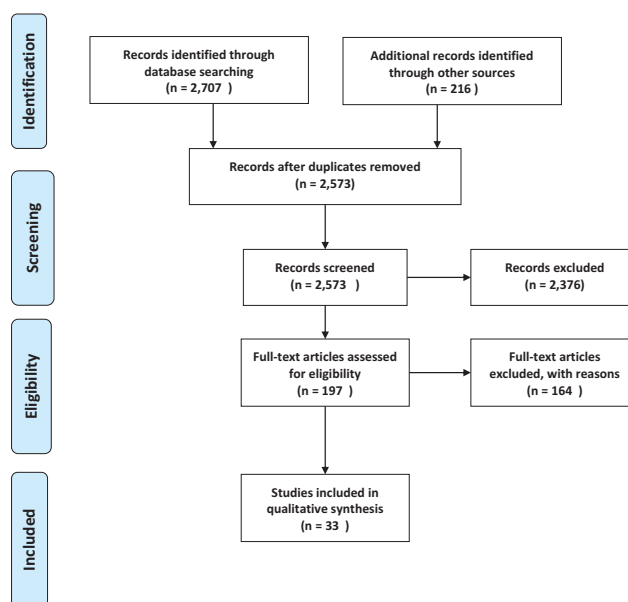 Identification
Records identified through
database searching
(n = 2,707  )
Additional records identified
through other sources
(n = 216 )
Records after duplicates removed
(n = 2,573)
Screening
Records screened
(n = 2,573   )
Records excluded
(n = 2,376)
Eligibility
Full-text articles assessed
for eligibility
(n = 197  )
Full-text articles
excluded, with reasons
(n = 164  )
Included
Studies included in
qualitative synthesis
(n = 33  )